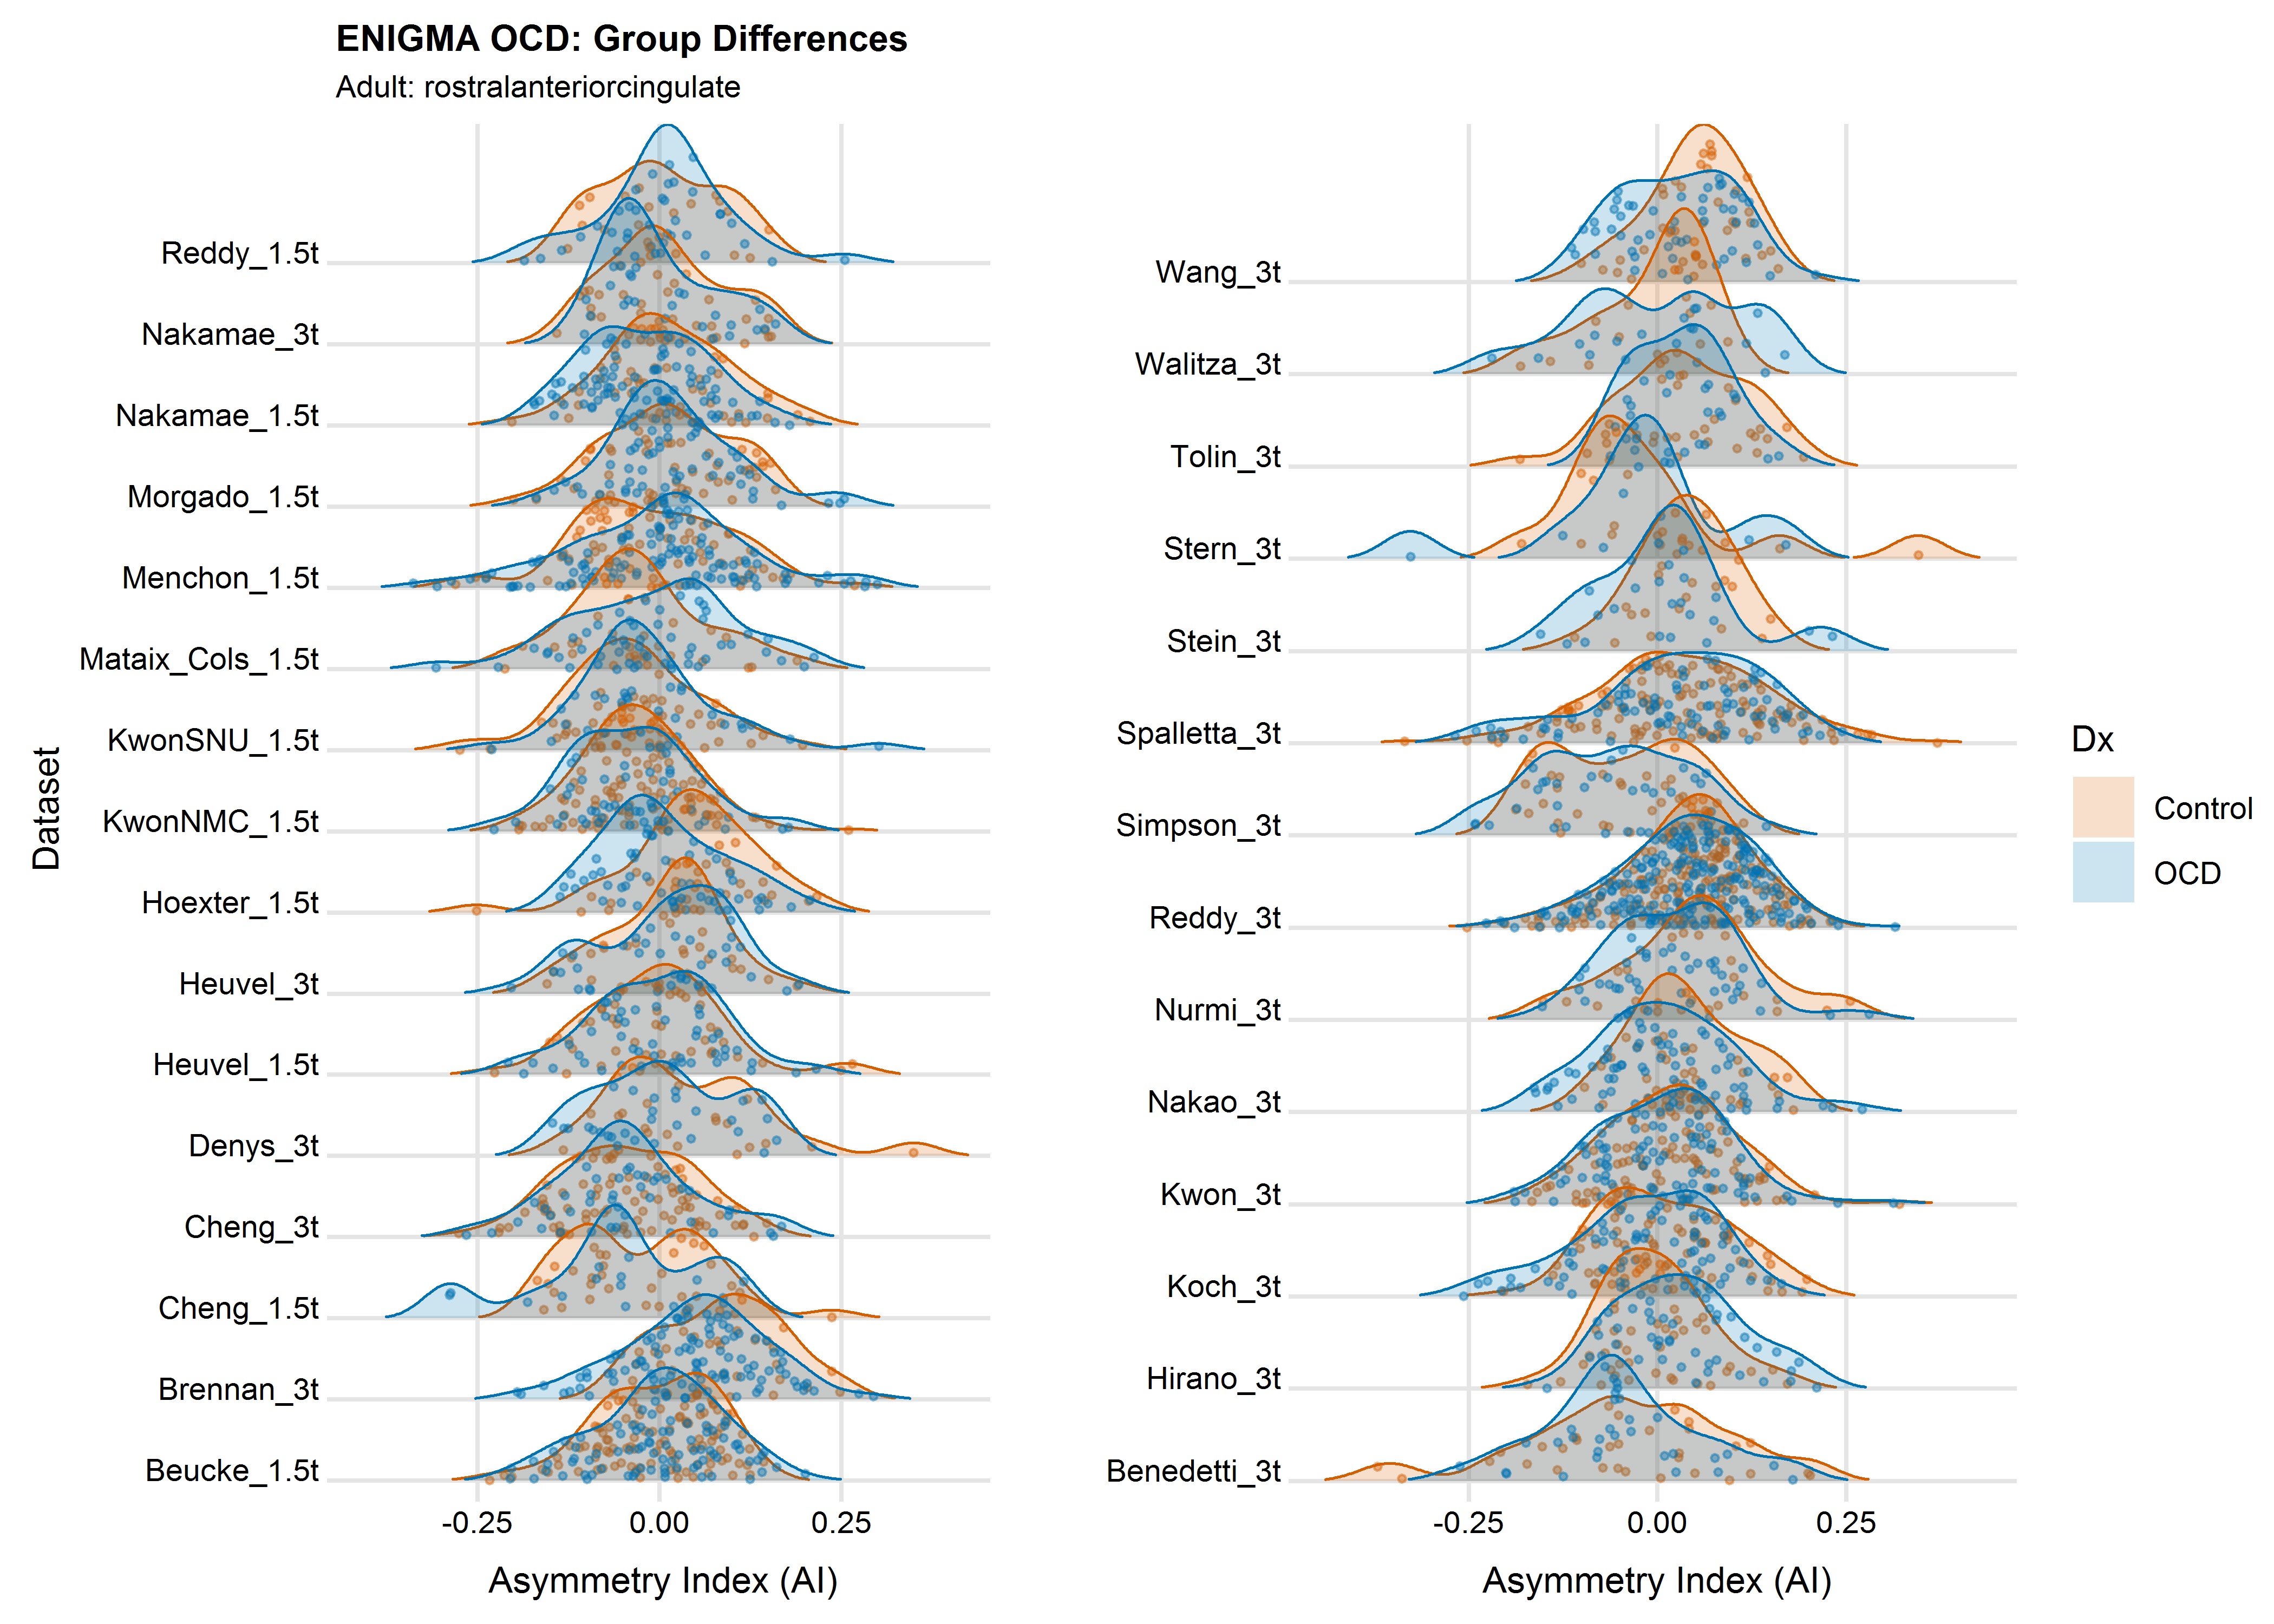 ENIGMA OCD: Group Differences
Adult: rostralanteriorcingulate
Dataset
Reddy_1.5t
Nakamae_3t
Nakamae_1.5t
Morgado_1.5t
Menchon_1.5t
Mataix_Cols_1.5t
KwonSNU_1.5t
KwonNMC_1.5t
Hoexter_1.5t
Heuvel_3t
Heuvel_1.5t
Denys_3t
Cheng_3t
Cheng_1.5t
Brennan_3t
Beucke_1.5t
-0.25 0.00 0.25
Asymmetry Index (AI)
Wang_3t
Walitza_3t
Tolin_3t
Stern_3t
Stein_3t
Spalletta_3t
Simpson_3t
Reddy_3t
Nurmi_3t
Nakao_3t
Kwon_3t
Koch_3t
Hirano_3t
Benedetti_3t
-0.25 0.00 0.25
Asymmetry Index (AI)
Dx
Control
OCD